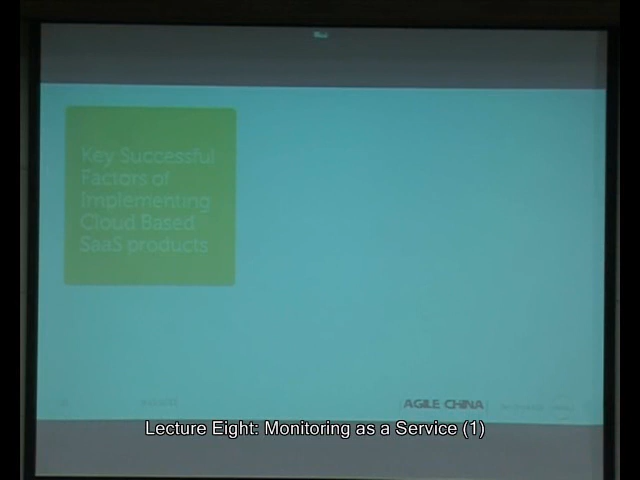 Key Successful
Factors of
Implementing
Cloud Based
SaaS products
AGILE CHINA
Lecture Eight: Monitoring as a Service (1)